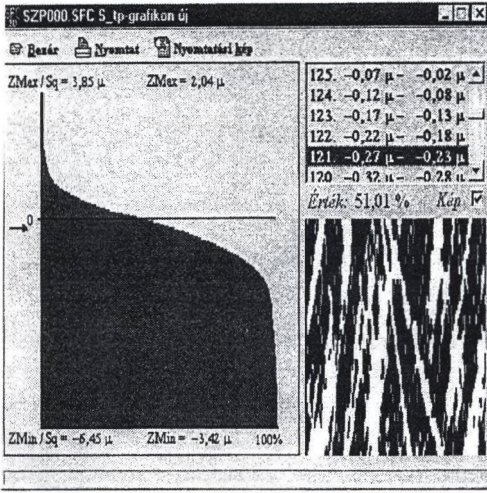 SZP000.SFC S_tp-grafikon új
Bezár Nyomtat Nyomtatási kép
ZMax/Sq = 3,85 µ ZMax = 2,04 µ
0
ZMin/Sq = -6,45 µ ZMin = -3,42 µ 100%
125. -0,07 µ - -0,02 µ
124. -0,12 µ - -0,08 µ
123. -0,17 µ - -0,13 µ
122. -0,22 µ - -0,18 µ
121. -0,27 µ - -0,23 µ
120. -0,32 µ - -0,28 µ
Érték: 51,01 % Kép